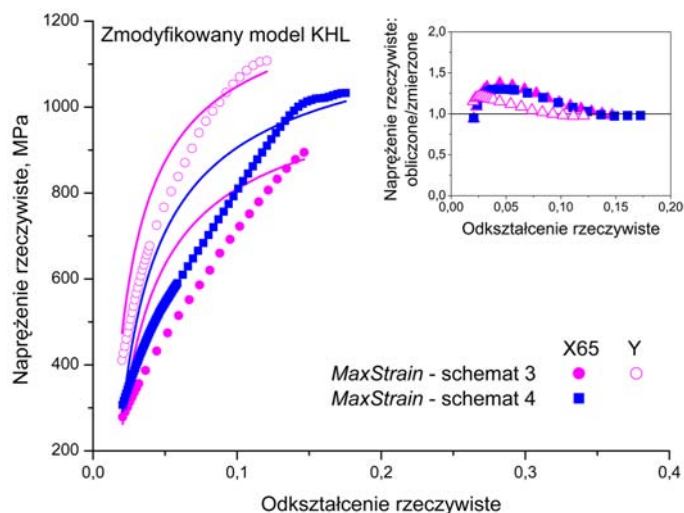 Zmodyfikowany model KHL
Naprężenie rzeczywiste, MPa
1200
1000
800
600
400
200
0,0
0,1
0,2
0,3
0,4
Odkształcenie rzeczywiste
Naprężenie rzeczywiste:
obliczone/zmierzone
2,0
1,5
1,0
0,5
0,00
0,05
0,10
0,15
0,20
Odkształcenie rzeczywiste
X65 Y
MaxStrain - schemat 3
MaxStrain - schemat 4